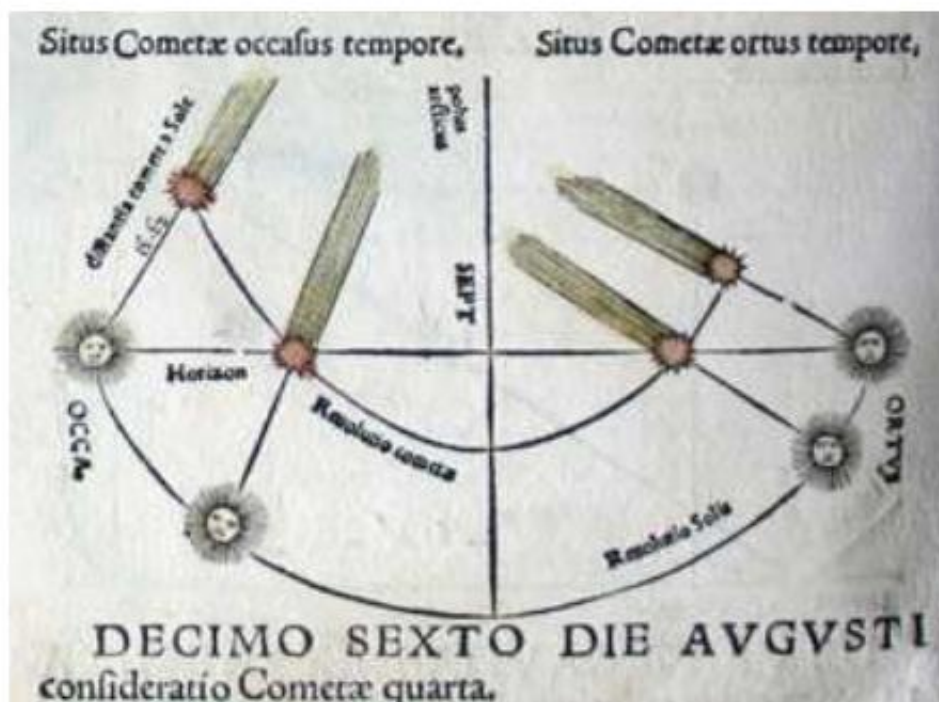 Situs Cometæ occaſus tempore,
Situs Cometæ ortus tempore,
diſtantia cometæ a Sole
polus
SEPT
Horizon
OCCA
Reuolutio cometæ
ORTVS
Reuolutio Solis
DECIMO SEXTO DIE AVGVSTI
conſideratio Cometæ quarta.